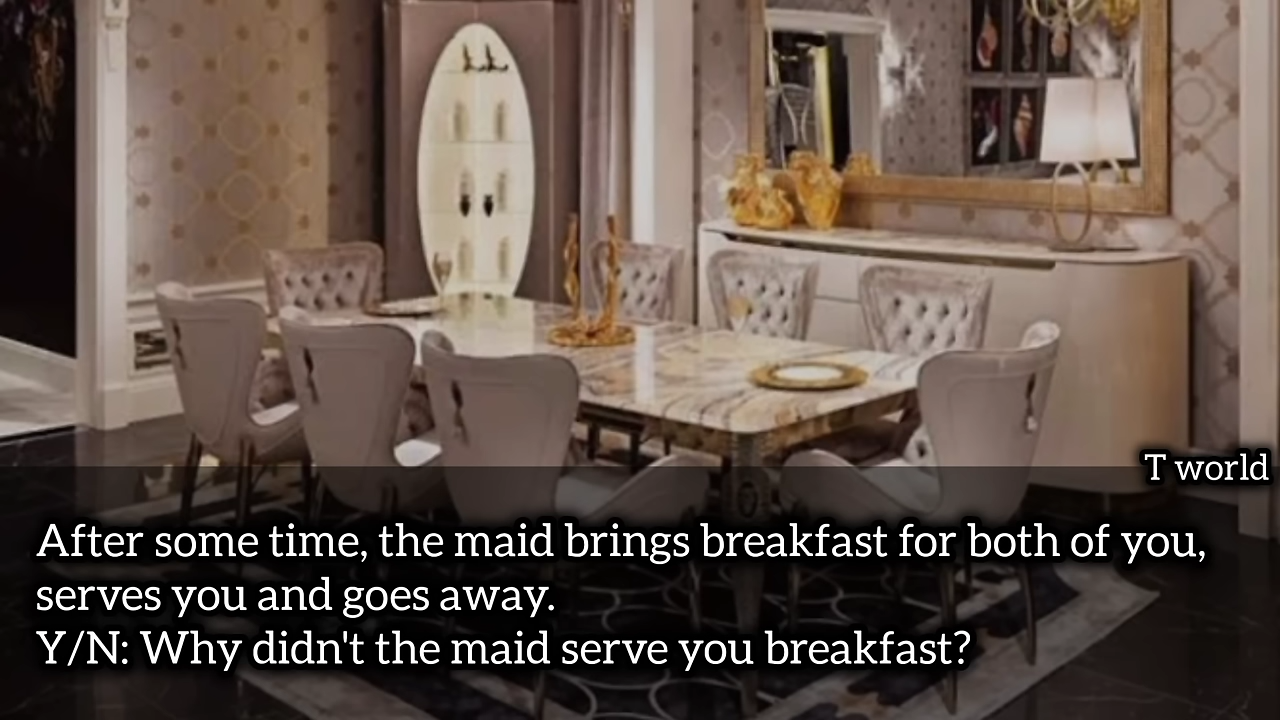 T world
After some time, the maid brings breakfast for both of you,
serves you and goes away.
Y/N: Why didn't the maid serve you breakfast?